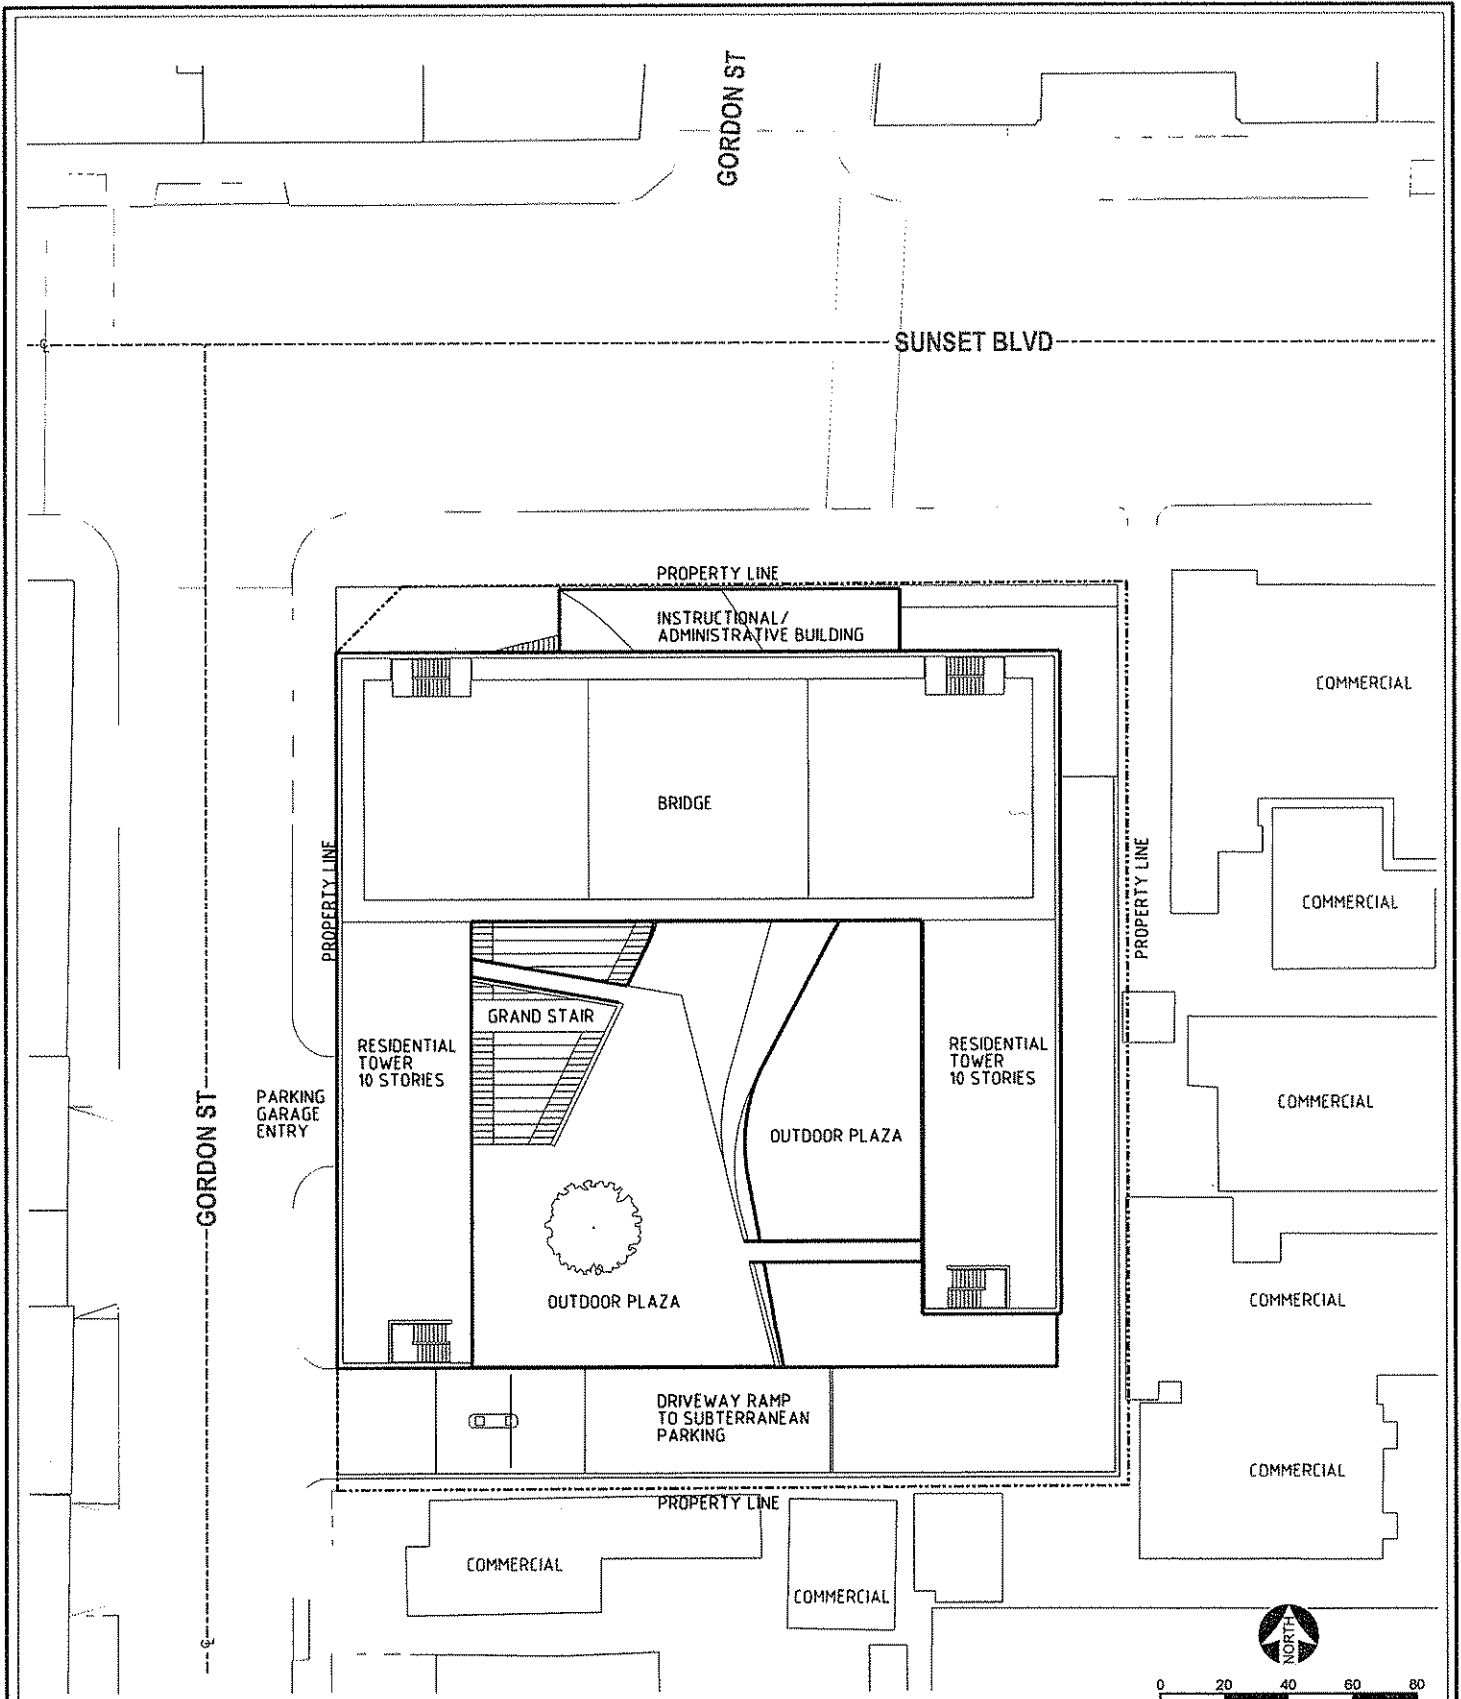 GORDON ST
SUNSET BLVD
PROPERTY LINE
INSTRUCTIONAL/
ADMINISTRATIVE BUILDING
COMMERCIAL
BRIDGE
PROPERTY LINE
PROPERTY LINE
COMMERCIAL
GRAND STAIR
RESIDENTIAL
TOWER
10 STORIES
RESIDENTIAL
TOWER
10 STORIES
PARKING
GARAGE
ENTRY
GORDON ST
COMMERCIAL
OUTDOOR PLAZA
OUTDOOR PLAZA
COMMERCIAL
DRIVEWAY RAMP
TO SUBTERRANEAN
PARKING
COMMERCIAL
PROPERTY LINE
COMMERCIAL
COMMERCIAL
NORTH
0 20 40 60 80